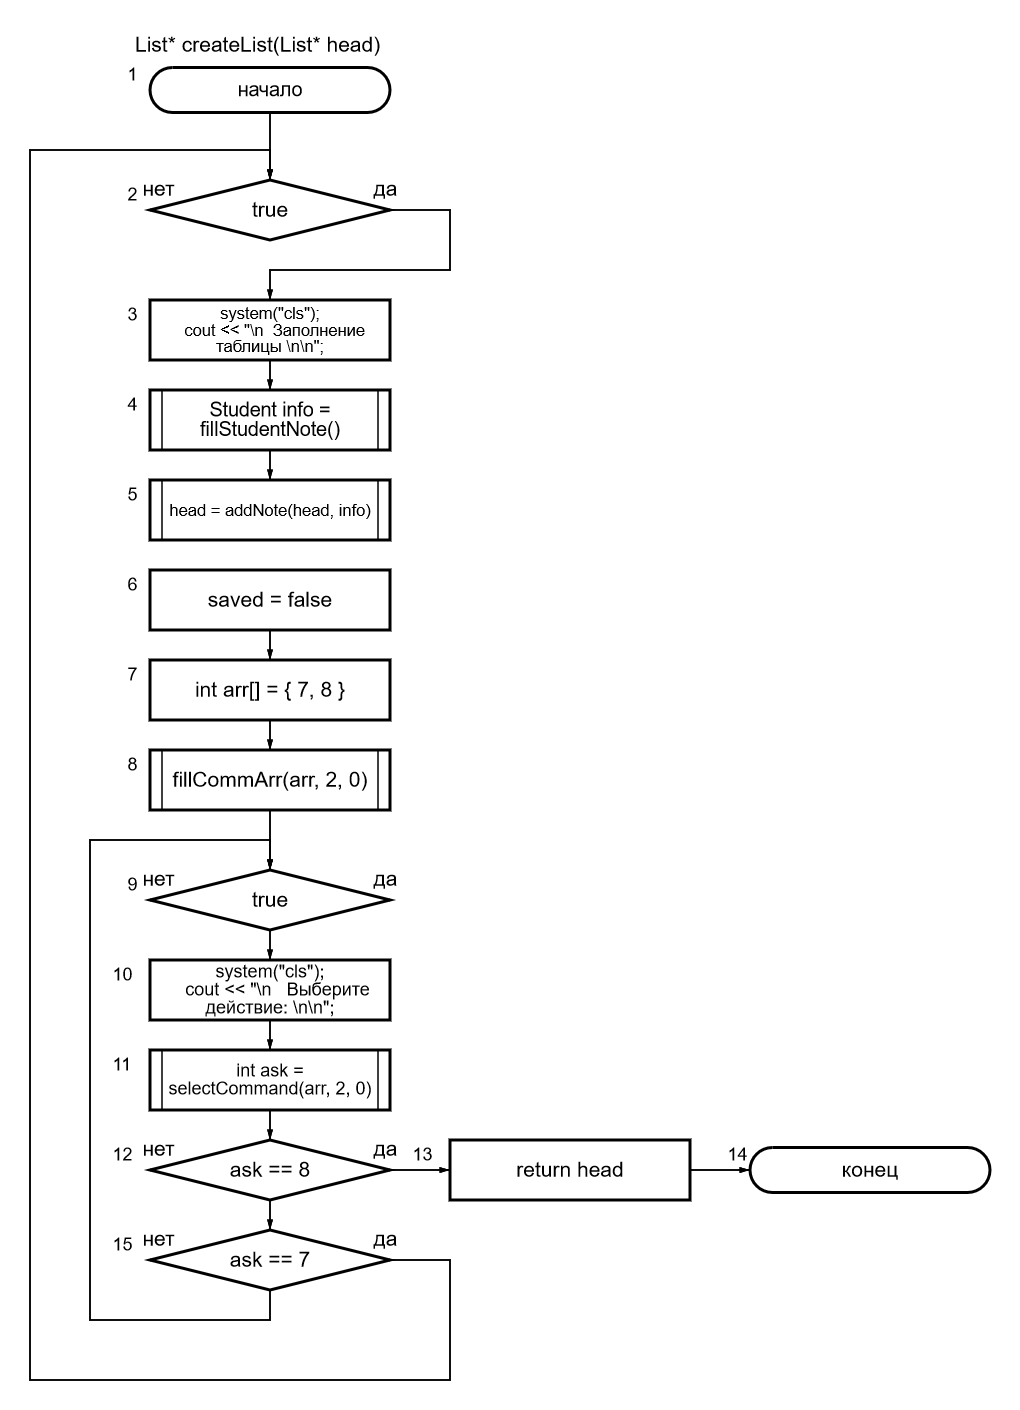 List* createList(List* head)
1
начало
2 нет да
true
3
system("cls");
cout << "\n  Заполнение
таблицы \n\n";
4
Student info =
fillStudentNote()
5
head = addNote(head, info)
6
saved = false
7
int arr[] = { 7, 8 }
8
fillCommArr(arr, 2, 0)
9 нет да
true
10
system("cls");
cout << "\n   Выберите
действие: \n\n";
11
int ask =
selectCommand(arr, 2, 0)
12 нет да
ask == 8
13
return head
14
конец
15 нет да
ask == 7